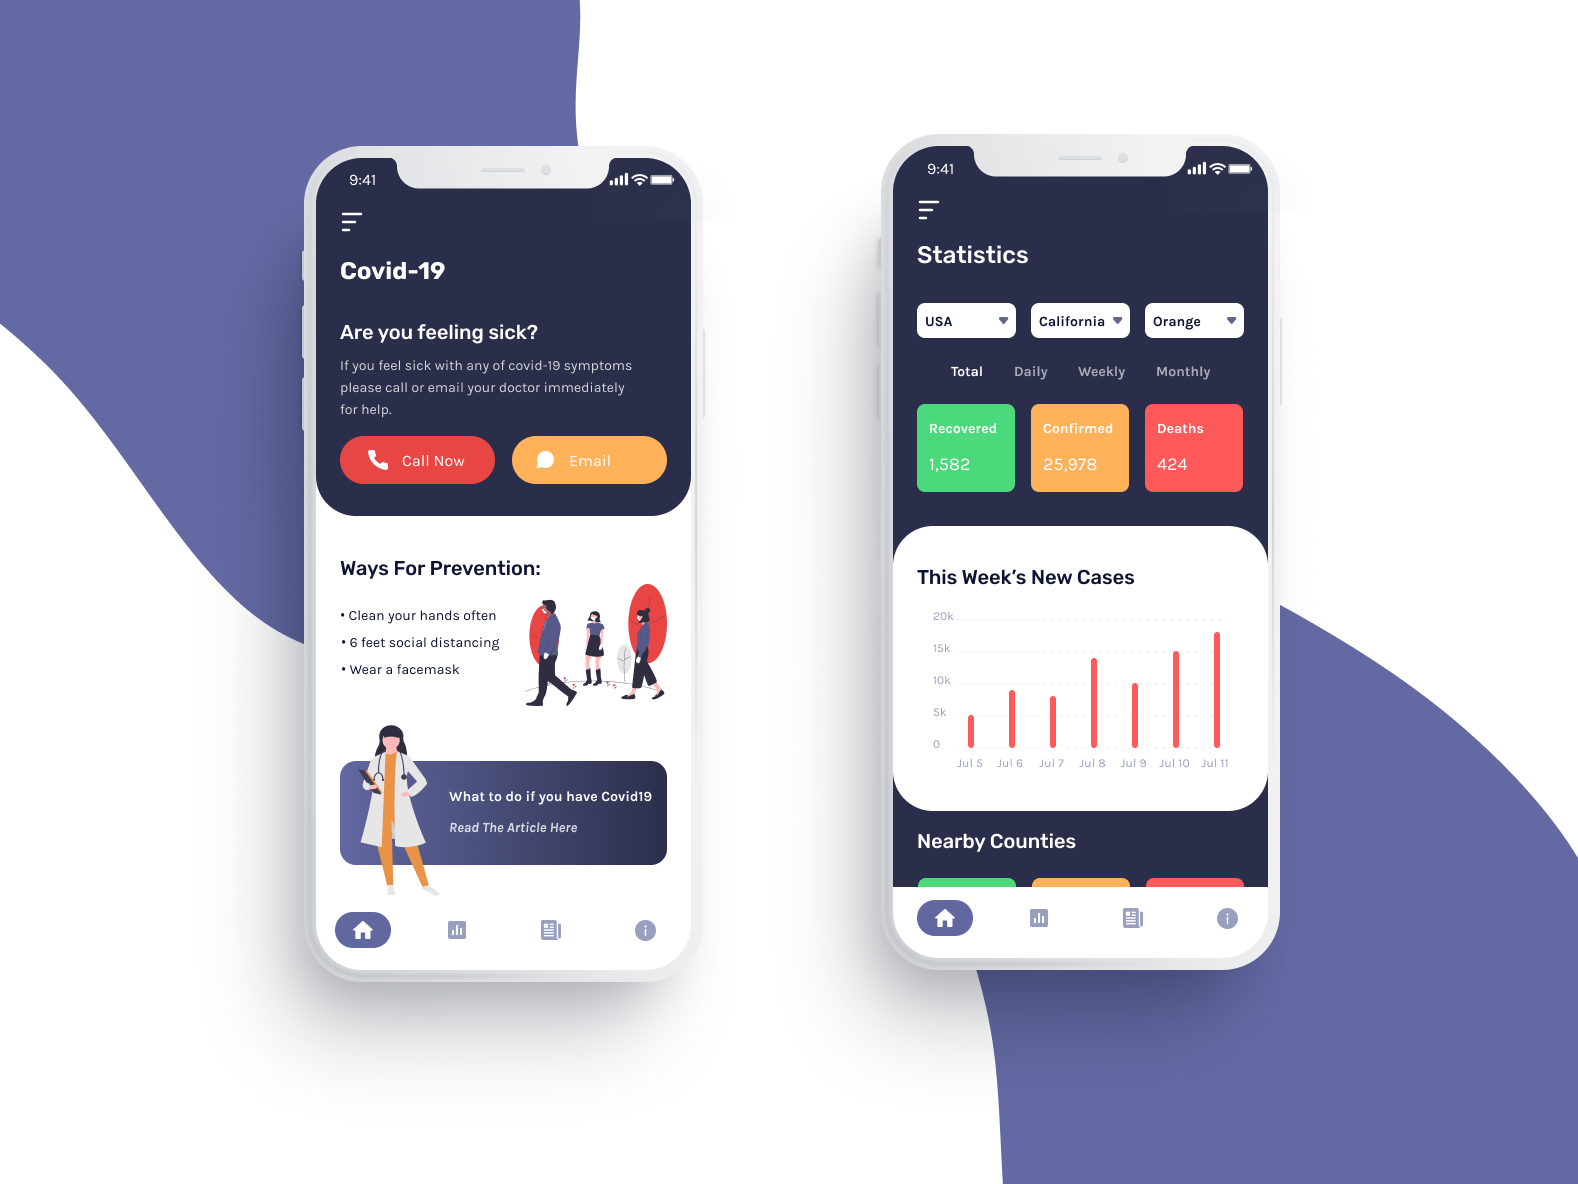 9:41
Covid-19
Are you feeling sick?
If you feel sick with any of covid-19 symptoms
please call or email your doctor immediately
for help.
Call Now
Email
Ways For Prevention:
• Clean your hands often
• 6 feet social distancing
• Wear a facemask
What to do if you have Covid19
Read The Article Here
9:41
Statistics
USA
California
Orange
Total Daily Weekly Monthly
Recovered
1,582
Confirmed
25,978
Deaths
424
This Week’s New Cases
20k
15k
10k
5k
0
Jul 5 Jul 6 Jul 7 Jul 8 Jul 9 Jul 10 Jul 11
Nearby Counties